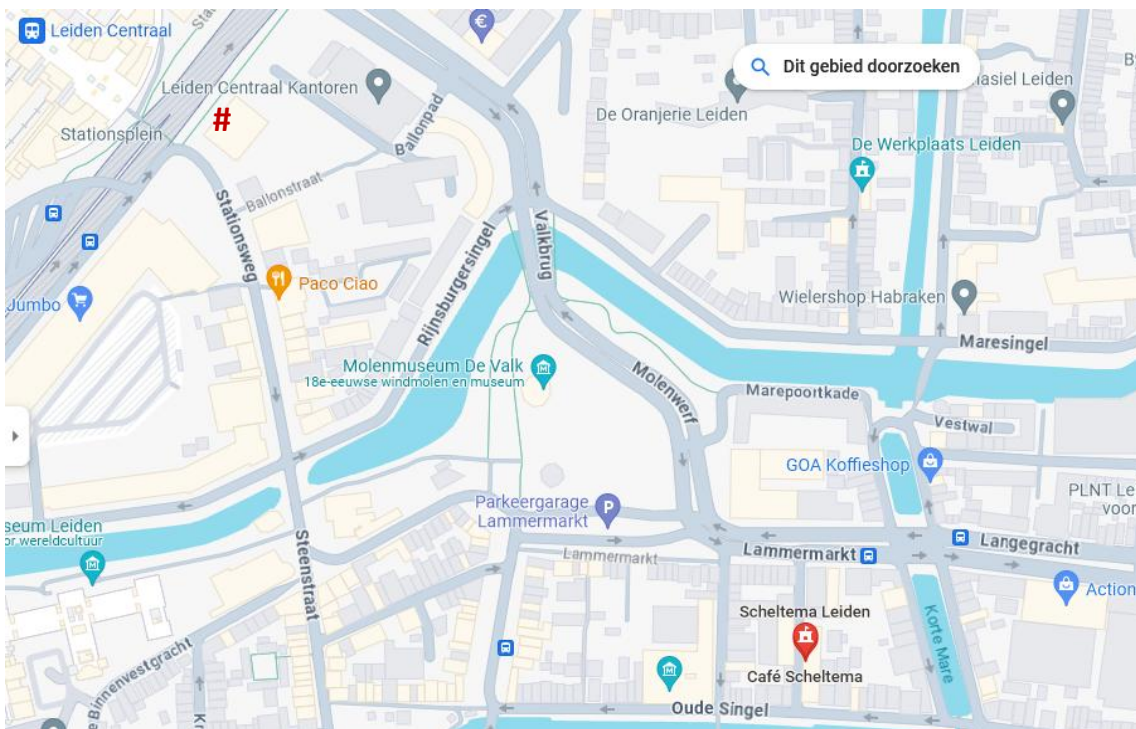 Leiden Centraal
€
Leiden Centraal Kantoren
#
Stationsplein
Ballonpad
Ballonstraat
Stationsweg
Paco Ciao
Jumbo
Rijnsburgersingel
Valkbrug
Dit gebied doorzoeken
De Oranjerie Leiden
De Werkplaats Leiden
Wielershop Habraken
Maresingel
Molenmuseum De Valk
18e-eeuwse windmolen en museum
Molenwerf
Marepoortkade
Vestwal
GOA Koffieshop
Parkeergarage
Lammermarkt
P
Lammermarkt
Lammermarkt
Langegracht
PLNT Le
voor
Action
seum Leiden
or wereldcultuur
Steenstraat
Scheltema Leiden
Café Scheltema
Korte Mare
e Binnenvestgracht
Kr
Oude Singel